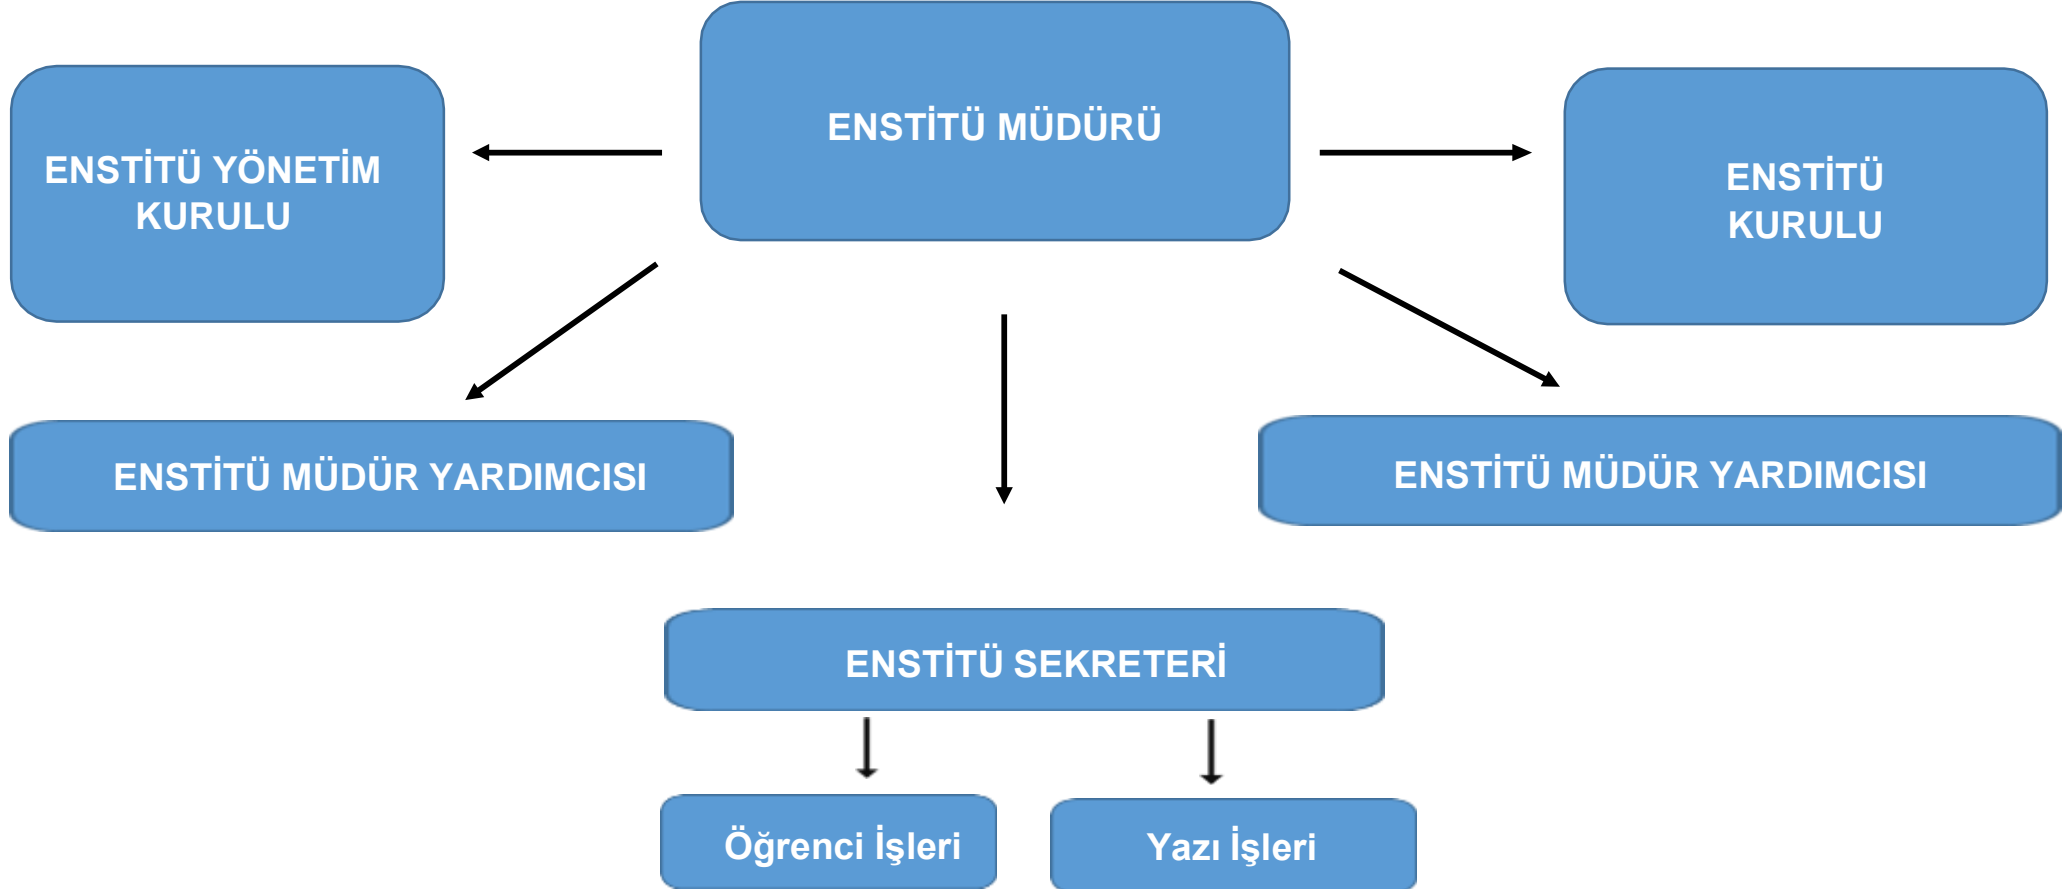 ENSTİTÜ MÜDÜRÜ
ENSTİTÜ YÖNETİM
KURULU
ENSTİTÜ
KURULU
ENSTİTÜ MÜDÜR YARDIMCISI
ENSTİTÜ MÜDÜR YARDIMCISI
ENSTİTÜ SEKRETERİ
Öğrenci İşleri
Yazı İşleri